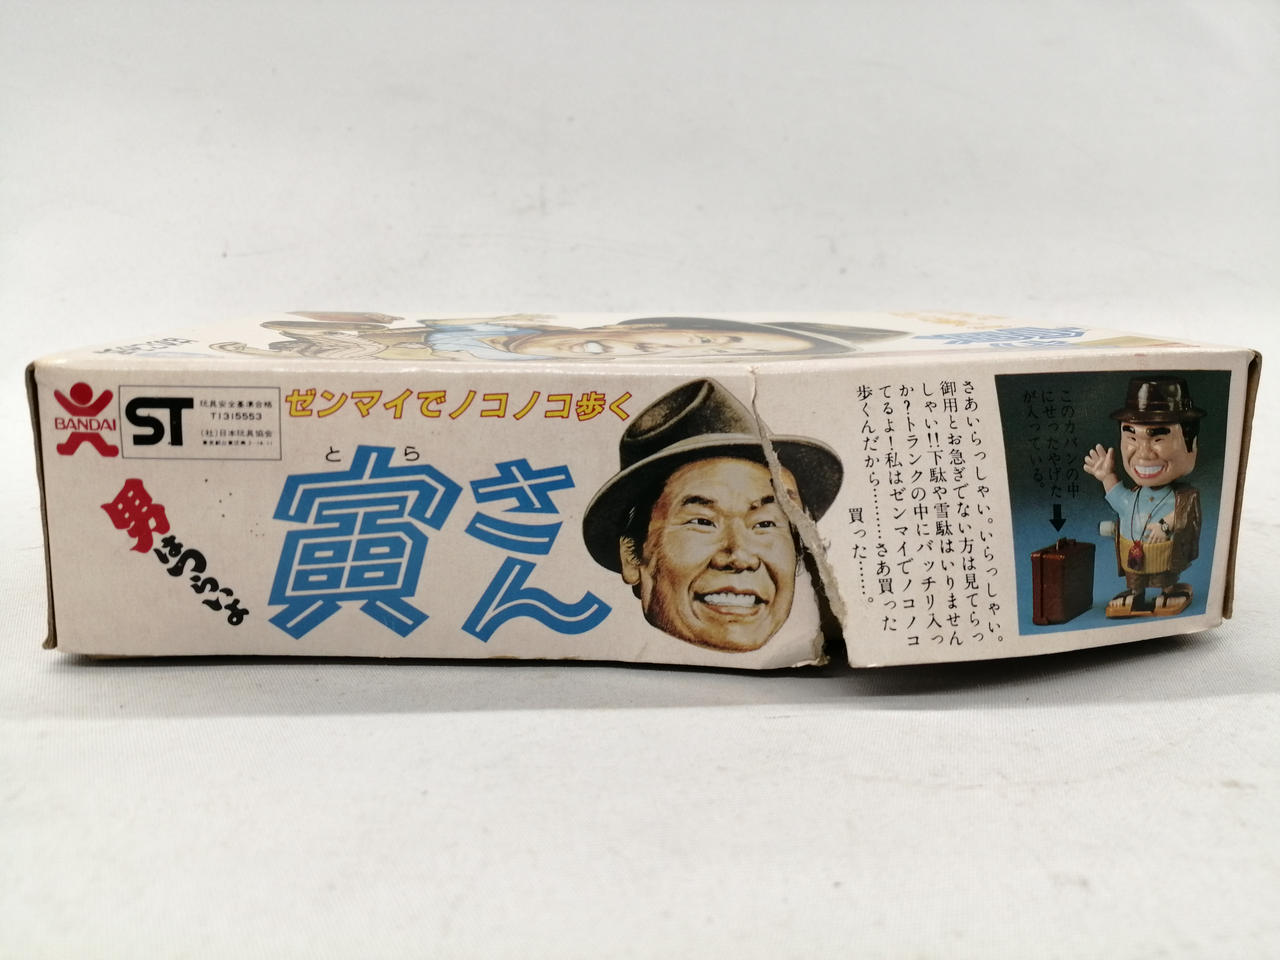 BANDAI
ST
玩具安全基準合格
T1315553
(社)日本玩具協会
ゼンマイでノコノコ歩く
男はつらいよ
とら
寅さん
さあいらっしゃい。いらっしゃい。
御用とお急ぎでない方は見てらっ
しゃい!!下駄や雪駄はいりません
か?トランクの中にバッチリ入っ
てるよ!私はゼンマイでノコノコ
歩くんだから………さあ買った
買った……。
このカバンの中
にせったやげた
が入っている。